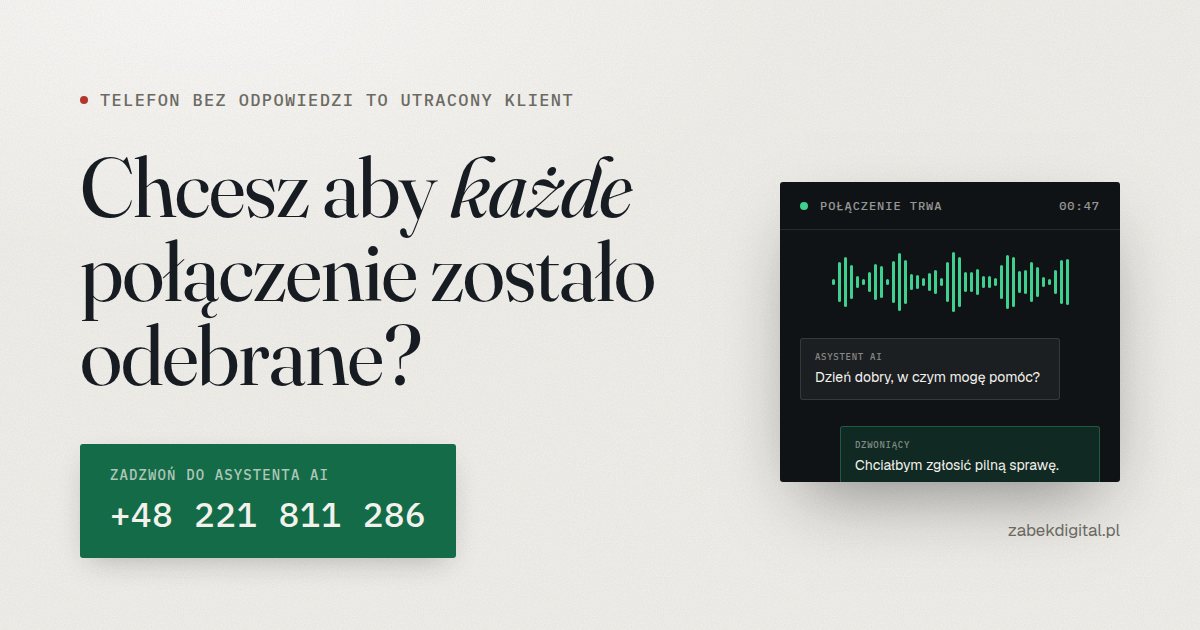 TELEFON BEZ ODPOWIEDZI TO UTRACONY KLIENT
Chcesz aby każde
połączenie zostało
odebrane?
ZADZWOŃ DO ASYSTENTA AI
+48 221 811 286
POŁĄCZENIE TRWA 00:47
ASYSTENT AI
Dzień dobry, w czym mogę pomóc?
DZWONIĄCY
Chciałbym zgłosić pilną sprawę.
zabekdigital.pl